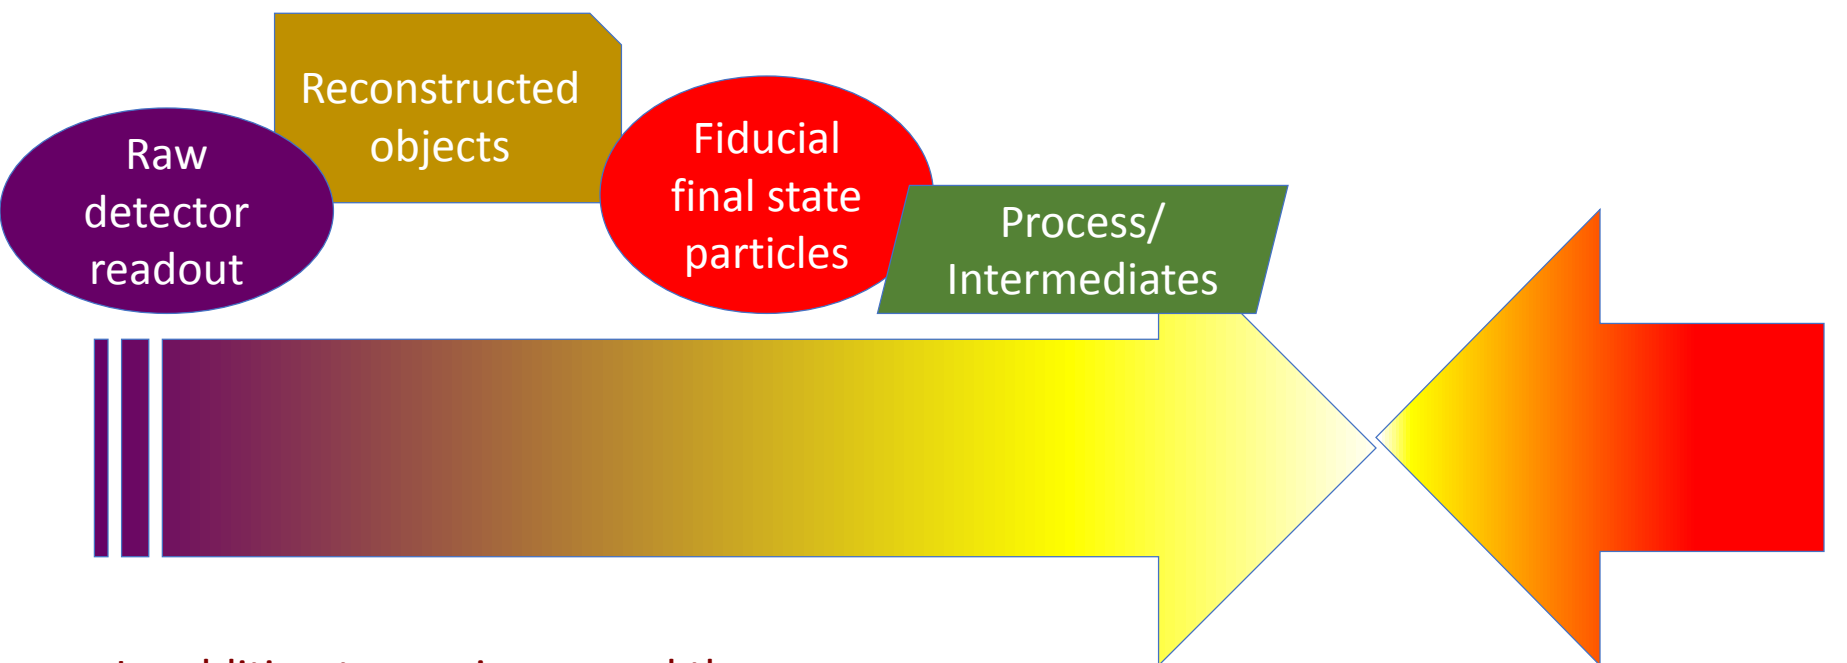 Raw
detector
readout
Reconstructed
objects
Fiducial
final state
particles
Process/
Intermediates